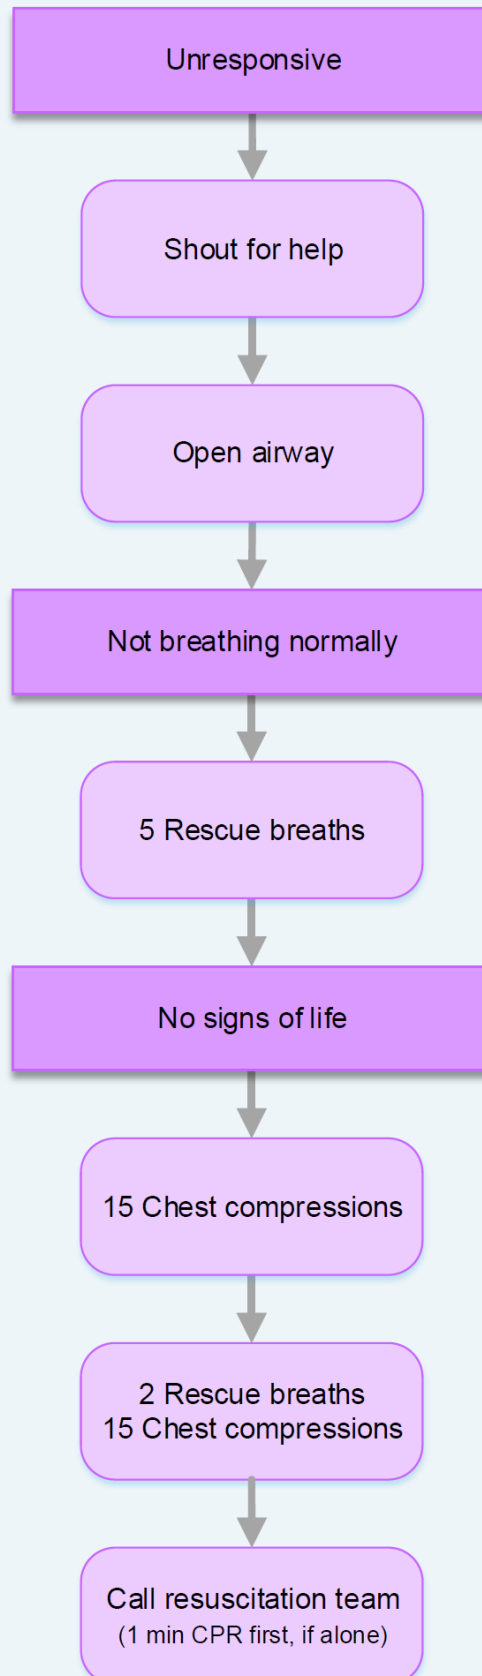 Unresponsive
Shout for help
Open airway
Not breathing normally
5 Rescue breaths
No signs of life
15 Chest compressions
2 Rescue breaths
15 Chest compressions
Call resuscitation team
(1 min CPR first, if alone)